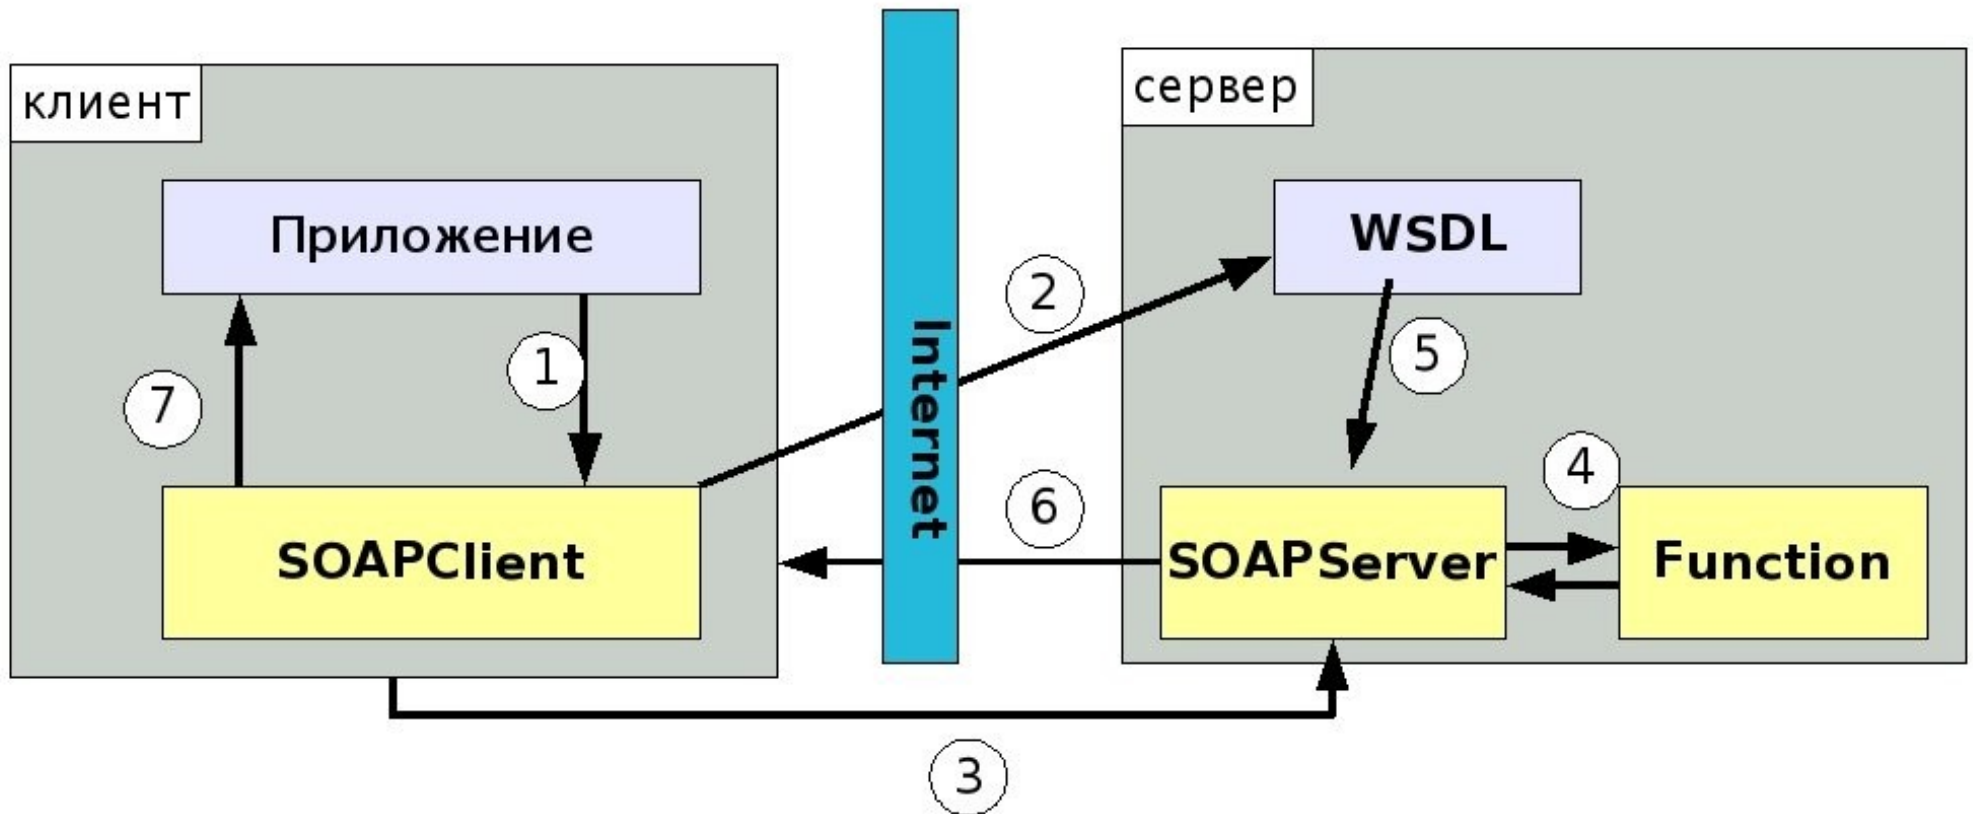 клиент
сервер
Приложение
WSDL
2
Internet
5
1
7
4
6
SOAPClient
SOAPServer
Function
3